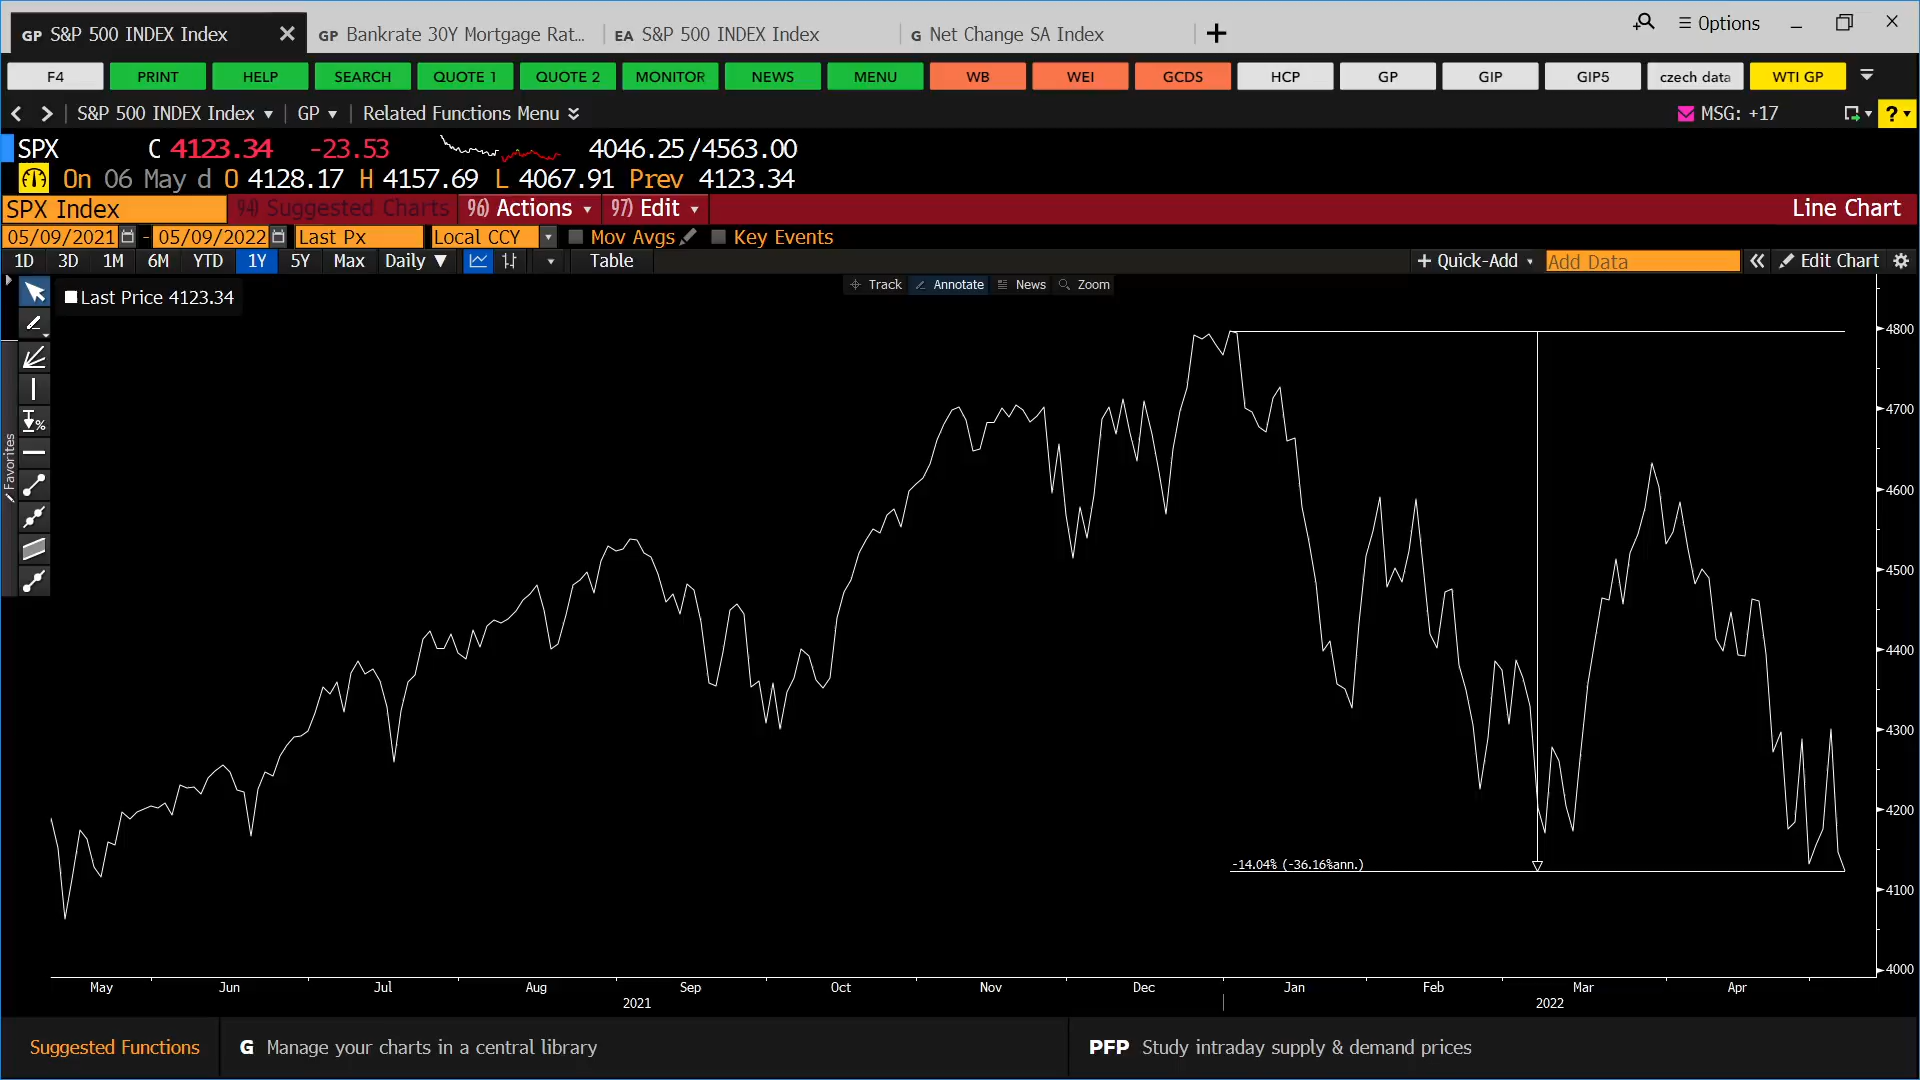 GP S&P 500 INDEX Index GP Bankrate 30Y Mortgage Rat... EA S&P 500 INDEX Index G Net Change SA Index + Options
F4 PRINT HELP SEARCH QUOTE 1 QUOTE 2 MONITOR NEWS MENU WB WEI GCDS HCP GP GIP GIP5 czech data WTI GP
S&P 500 INDEX Index GP Related Functions Menu MSG: +17 ?
SPX C 4123.34 -23.53 4046.25/4563.00
On 06 May d O 4128.17 H 4157.69 L 4067.91 Prev 4123.34
SPX Index 94) Suggested Charts 96) Actions 97) Edit Line Chart
05/09/2021 - 05/09/2022 Last Px Local CCY Mov Avgs Key Events
1D 3D 1M 6M YTD 1Y 5Y Max Daily Table + Quick-Add Add Data Edit Chart
Track Annotate News Zoom
Last Price 4123.34
Favorites
4800
4700
4600
4500
4400
4300
4200
4100
4000
-14.04% (-36.16%ann.)
May Jun Jul Aug Sep Oct Nov Dec Jan Feb Mar Apr
2021 2022
Suggested Functions G Manage your charts in a central library PFP Study intraday supply & demand prices